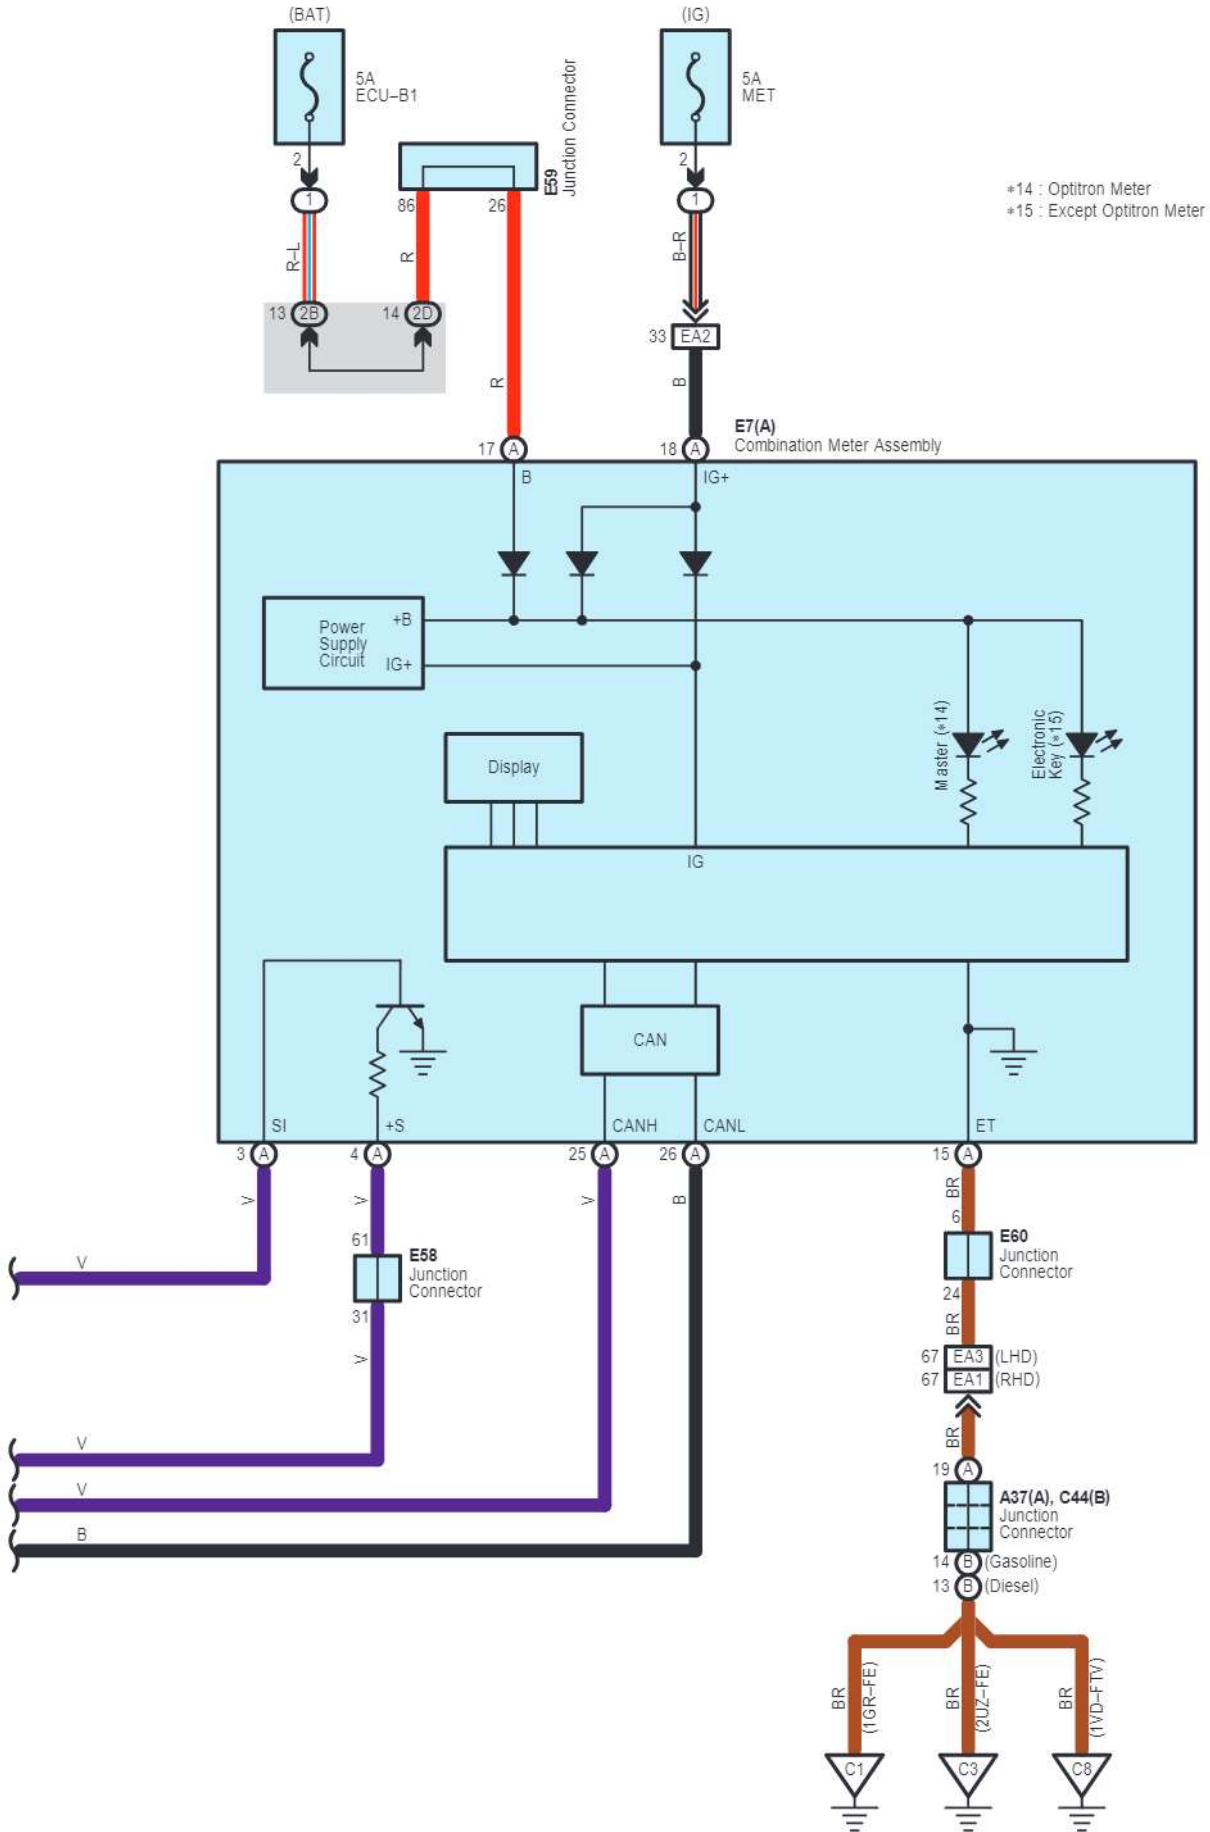 (BAT)
(IG)
5A
ECU–B1
5A
MET
2
1
E59
Junction Connector
2
1
*14 : Optitron Meter
*15 : Except Optitron Meter
86
26
R–L
R
B–R
13
2B
14
2D
33
EA2
R
B
E7(A)
Combination Meter Assembly
17
A
18
A
B
IG+
Power
Supply
Circuit
+B
IG+
Master (*14)
Electronic
Key (*15)
Display
IG
CAN
SI
+S
CANH
CANL
ET
3
A
4
A
25
A
26
A
15
A
V
V
V
B
BR
6
61
E58
Junction
Connector
31
E60
Junction
Connector
24
V
V
BR
67
EA3
(LHD)
67
EA1
(RHD)
BR
V
V
B
19
A
A37(A), C44(B)
Junction
Connector
14
B
(Gasoline)
13
B
(Diesel)
BR
(1GR–FE)
BR
(2UZ–FE)
BR
(1VD–FTV)
C1
C3
C8